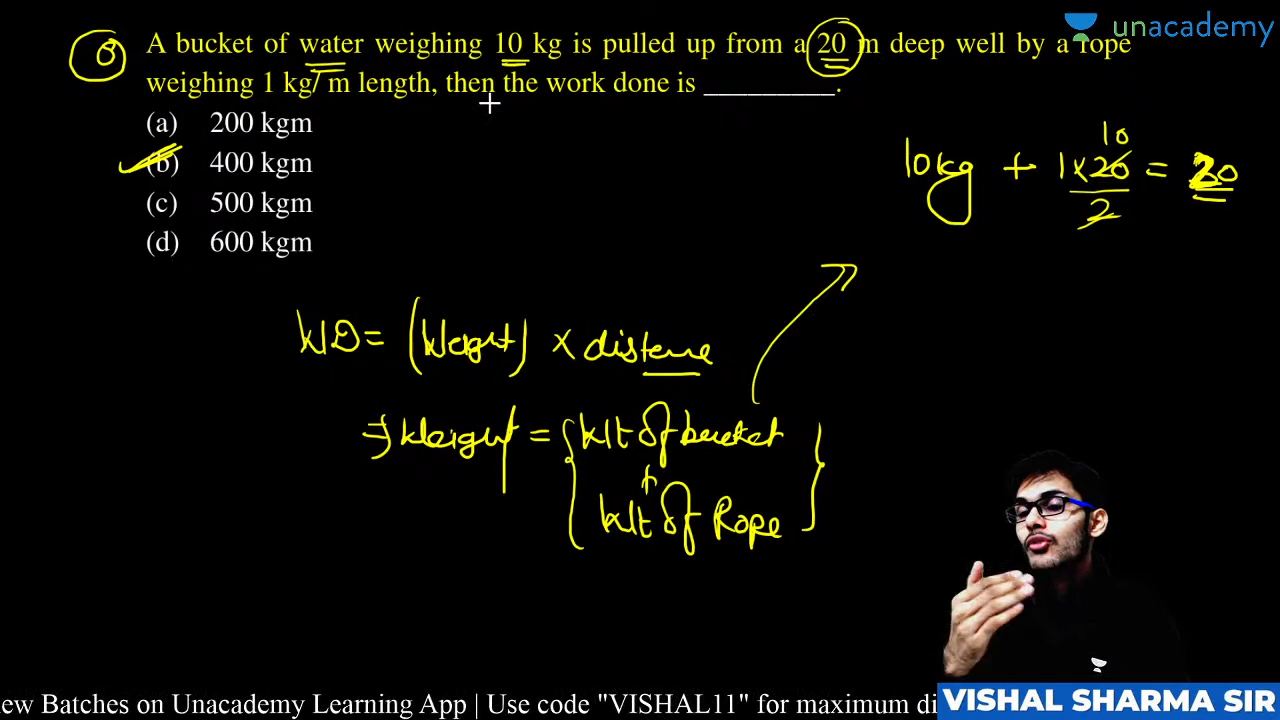 unacademy
Q A bucket of water weighing 10 kg is pulled up from a 20 m deep well by a rope
weighing 1 kg/ m length, then the work done is _________.
(a) 200 kgm
(b) 400 kgm
(c) 500 kgm
(d) 600 kgm
10
10kg + 1×20 = 20
2
WD = (Weight) × distance
⇒ Weight = { Wt of bucket
+
Wt of Rope }
ew Batches on Unacademy Learning App | Use code "VISHAL11" for maximum di
VISHAL SHARMA SIR